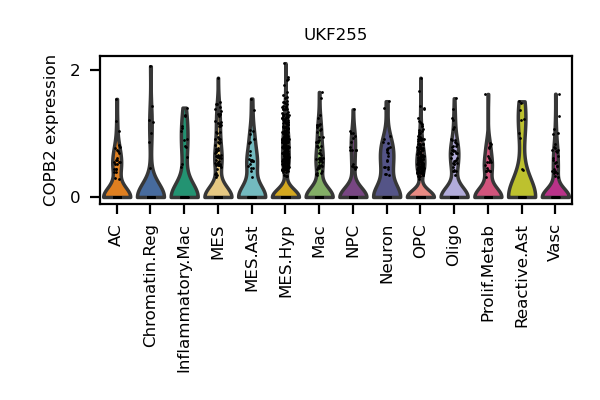 UKF255
COPB2 expression
2
0
AC
Chromatin.Reg
Inflammatory.Mac
MES
MES.Ast
MES.Hyp
Mac
NPC
Neuron
OPC
Oligo
Prolif.Metab
Reactive.Ast
Vasc